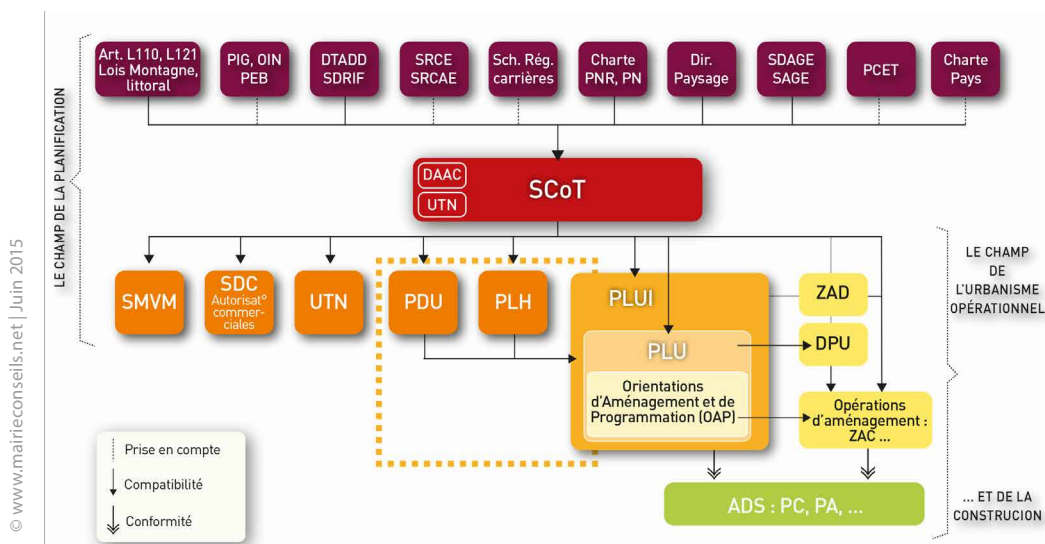 Art. L110, L121
Lois Montagne,
littoral
PIG, OIN
PEB
DTADD
SDRIF
SRCE
SRCAE
Sch. Rég.
carrières
Charte
PNR, PN
Dir.
Paysage
SDAGE
SAGE
PCET
Charte
Pays
LE CHAMP DE LA PLANIFICATION
DAAC
UTN
SCoT
SMVM
SDC
Autorisat°
commer-
ciales
UTN
PDU
PLH
PLUI
PLU
Orientations
d'Aménagement et de
Programmation (OAP)
ZAD
DPU
Opérations
d'aménagement :
ZAC ...
LE CHAMP
DE
L'URBANISME
OPÉRATIONNEL
Prise en compte
Compatibilité
Conformité
ADS : PC, PA, ...
... ET DE LA
CONSTRUCION
© www.mairieconseils.net | Juin 2015